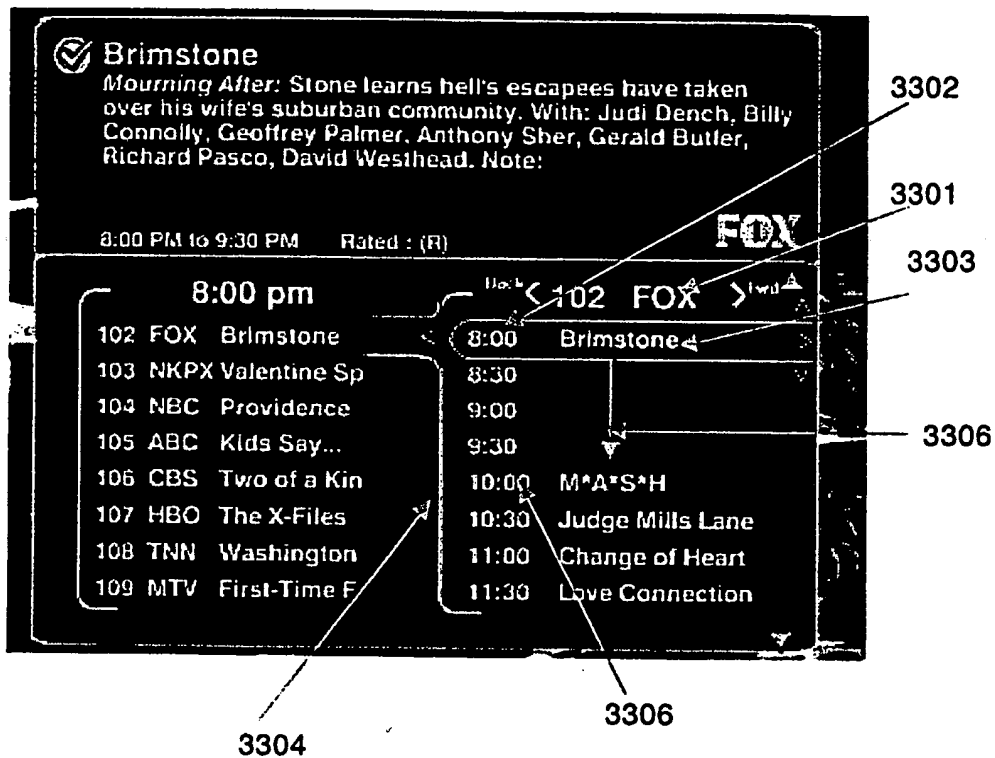 Brimstone
Mourning After: Stone learns hell's escapees have taken
over his wife's suburban community. With: Judi Dench, Billy
Connolly, Geoffrey Palmer, Anthony Sher, Gerald Butler,
Richard Pasco, David Westhead. Note:
8:00 PM to 9:30 PM Rated : (R)
FOX
3302
3301
3303
8:00 pm
102 FOX Brimstone
103 NKPX Valentine Sp
104 NBC Providence
105 ABC Kids Say...
106 CBS Two of a Kin
107 HBO The X-Files
108 TNN Washington
109 MTV First-Time F
Back < 102 FOX > Fwd
8:00 Brimstone
8:30
9:00
9:30
10:00 M*A*S*H
10:30 Judge Mills Lane
11:00 Change of Heart
11:30 Love Connection
3306
3306
3304